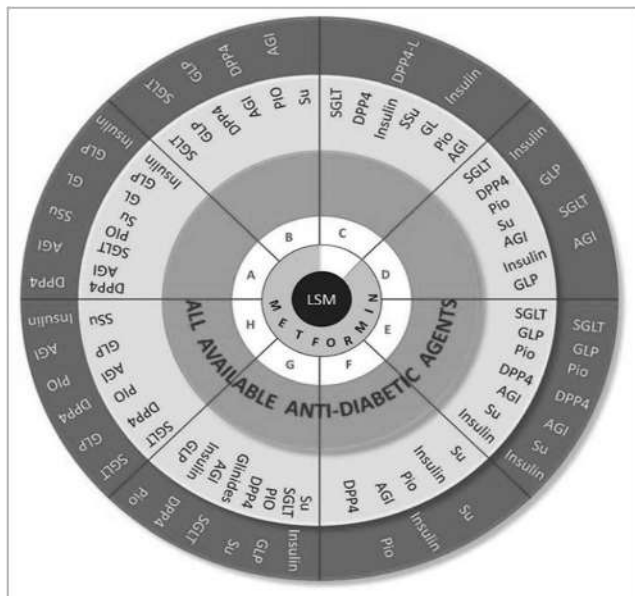 LSM
METFORMIN
A
B
C
D
E
F
G
H
ALL AVAILABLE ANTI-DIABETIC AGENTS
DPP4
AGI
SSu
GL
GLP
Insulin
DPP4
AGI
SGLT
PIO
Su
GL
GLP
Insulin
SGLT
GLP
DPP4
AGI
SGLT
GLP
DPP4
AGI
PIO
Su
DPP4-L
Insulin
SGLT
DPP4
Insulin
SSu
GL
Pio
AGI
Insulin
GLP
SGLT
AGI
SGLT
DPP4
Pio
Su
AGI
Insulin
GLP
SGLT
GLP
Pio
DPP4
AGI
Su
Insulin
SGLT
GLP
Pio
DPP4
AGI
Su
Insulin
Su
Insulin
Pio
Su
Insulin
Pio
AGI
DPP4
Insulin
GLP
Su
SGLT
DPP4
Pio
Su
SGLT
PIO
DPP4
Glinides
AGI
Insulin
GLP
SGLT
GLP
DPP4
PIO
AGI
Insulin
SGLT
DPP4
PIO
AGI
GLP
SSu